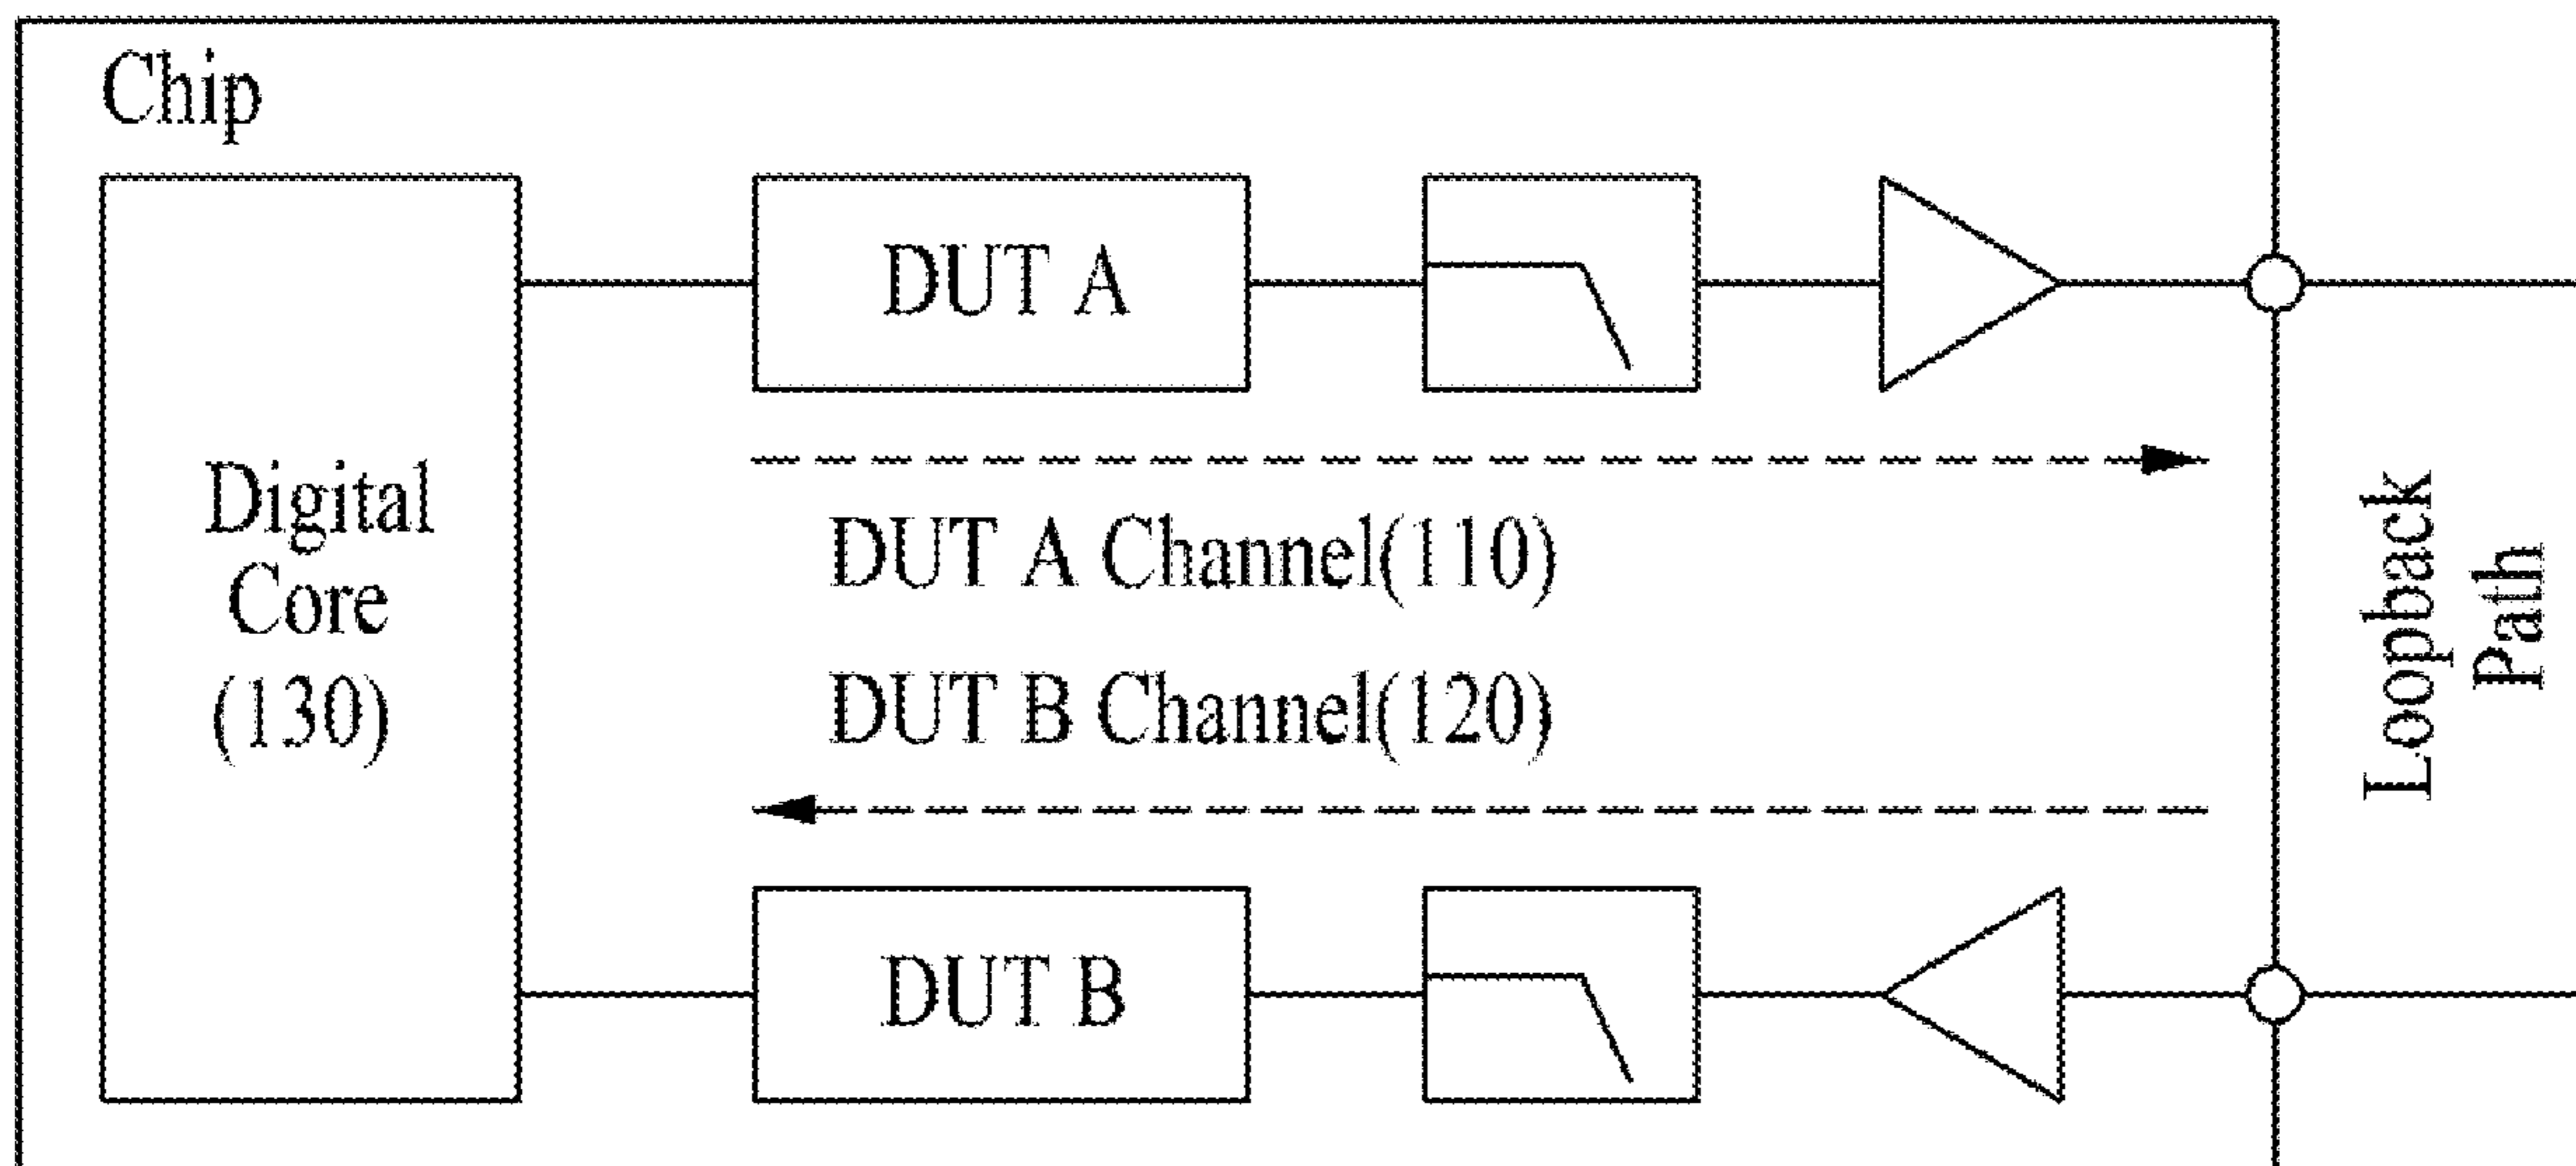 Chip
DUT A
Digital
Core
(130)
DUT A Channel(110)
DUT B Channel(120)
Loopback
Path
DUT B